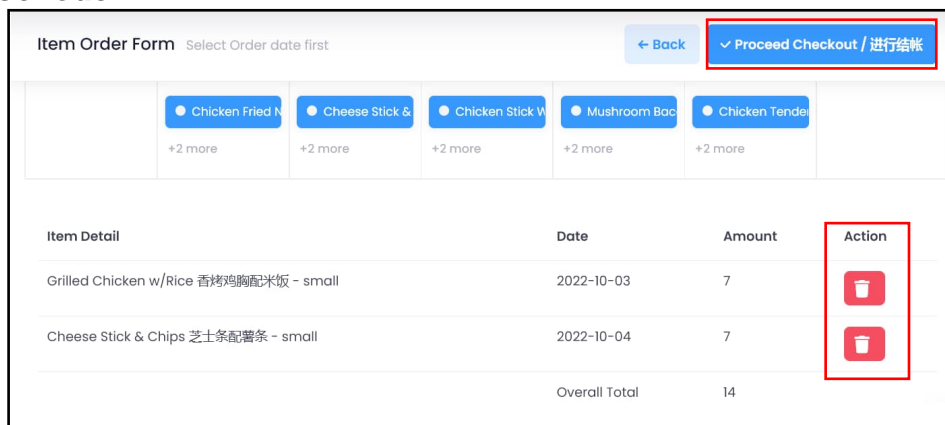 Item Order Form Select Order date first
← Back
✓ Proceed Checkout / 进行结帐
Chicken Fried N
Cheese Stick &
Chicken Stick W
Mushroom Bac
Chicken Tender
+2 more
+2 more
+2 more
+2 more
+2 more
Item Detail Date Amount Action
Grilled Chicken w/Rice 香烤鸡胸配米饭 - small 2022-10-03 7
Cheese Stick & Chips 芝士条配薯条 - small 2022-10-04 7
Overall Total 14